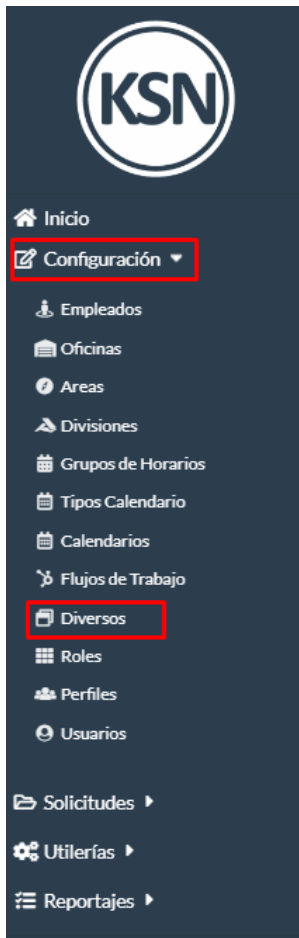 KSN
Inicio
Configuración
Empleados
Oficinas
Areas
Divisiones
Grupos de Horarios
Tipos Calendario
Calendarios
Flujos de Trabajo
Diversos
Roles
Perfiles
Usuarios
Solicitudes
Utilerías
Reportajes